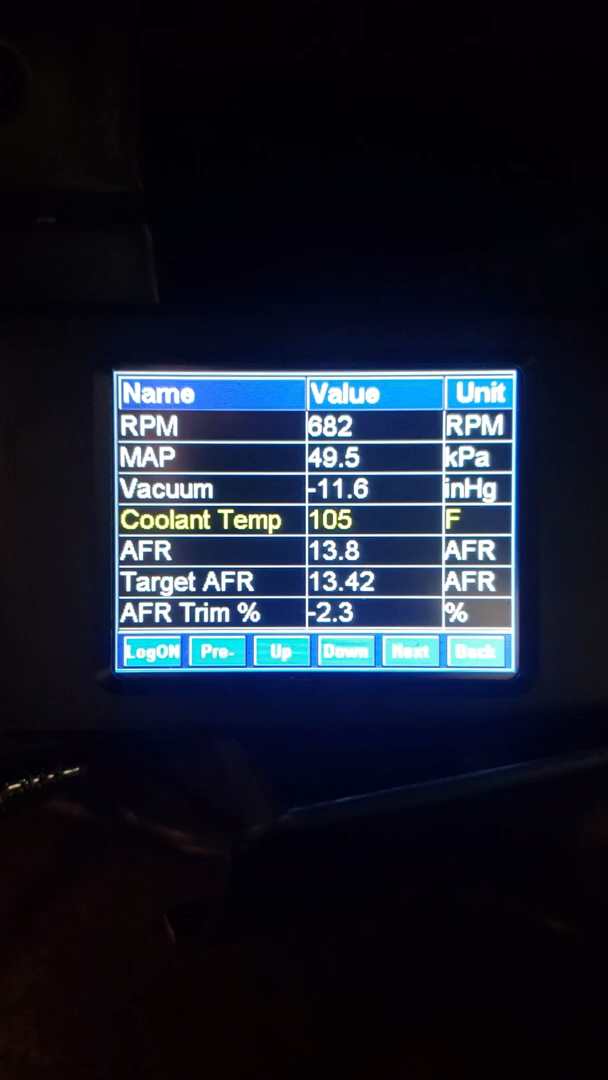 Name Value Unit
RPM 682 RPM
MAP 49.5 kPa
Vacuum -11.6 inHg
Coolant Temp 105 F
AFR 13.8 AFR
Target AFR 13.42 AFR
AFR Trim % -2.3 %
LogON Pre- Up Down Next Back